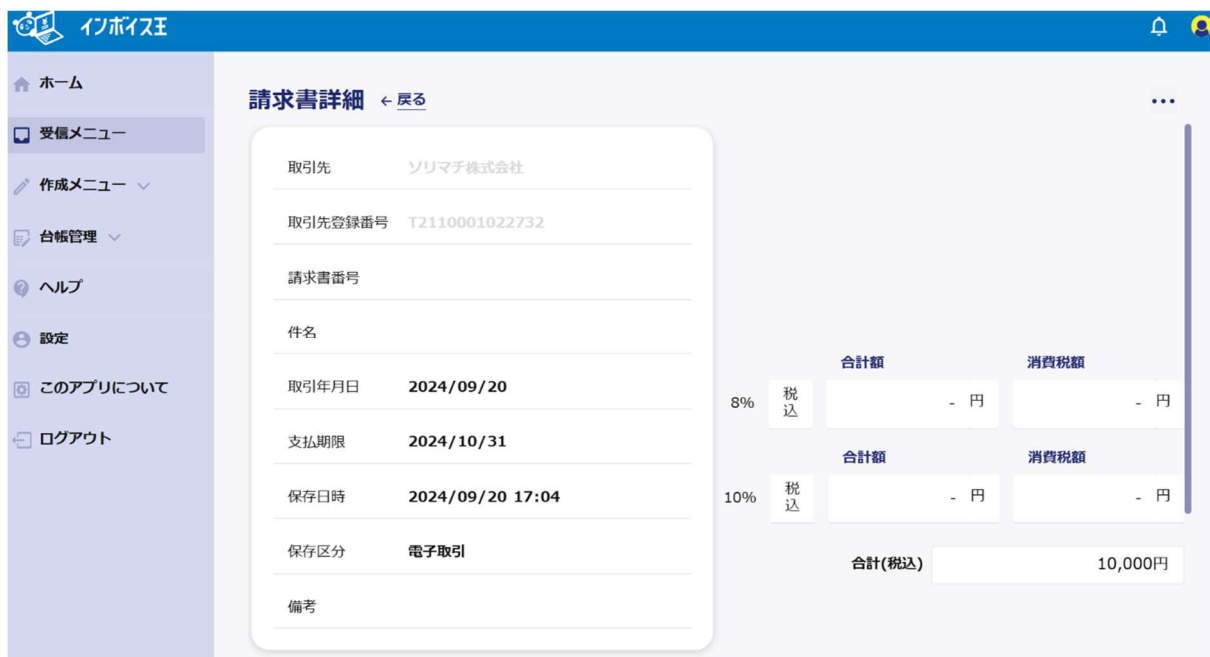 インボイス王
ホーム
受信メニュー
作成メニュー
台帳管理
ヘルプ
設定
このアプリについて
ログアウト
請求書詳細 ←戻る
...
取引先 ソリマチ株式会社
取引先登録番号 T2110001022732
請求書番号
件名
取引年月日 2024/09/20
支払期限 2024/10/31
保存日時 2024/09/20 17:04
保存区分 電子取引
備考
合計額 消費税額
8% 税込 - 円 - 円
合計額 消費税額
10% 税込 - 円 - 円
合計(税込) 10,000円